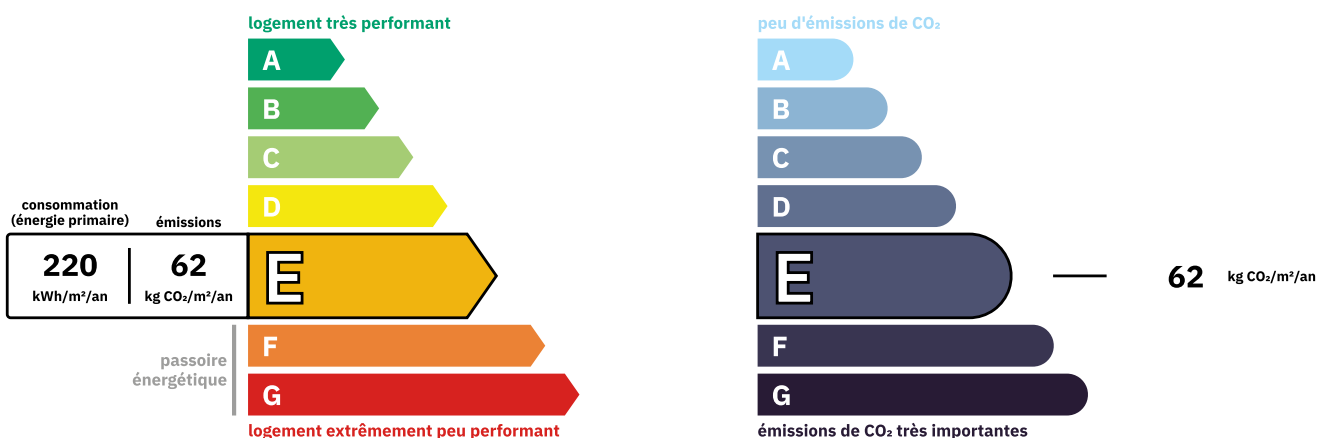 logement très performant
A
B
C
D
consommation
(énergie primaire)
émissions
220
kWh/m²/an
62
kg CO₂/m²/an
E
F
passoire
énergétique
G
logement extrêmement peu performant
peu d'émissions de CO₂
A
B
C
D
E
62 kg CO₂/m²/an
F
G
émissions de CO₂ très importantes